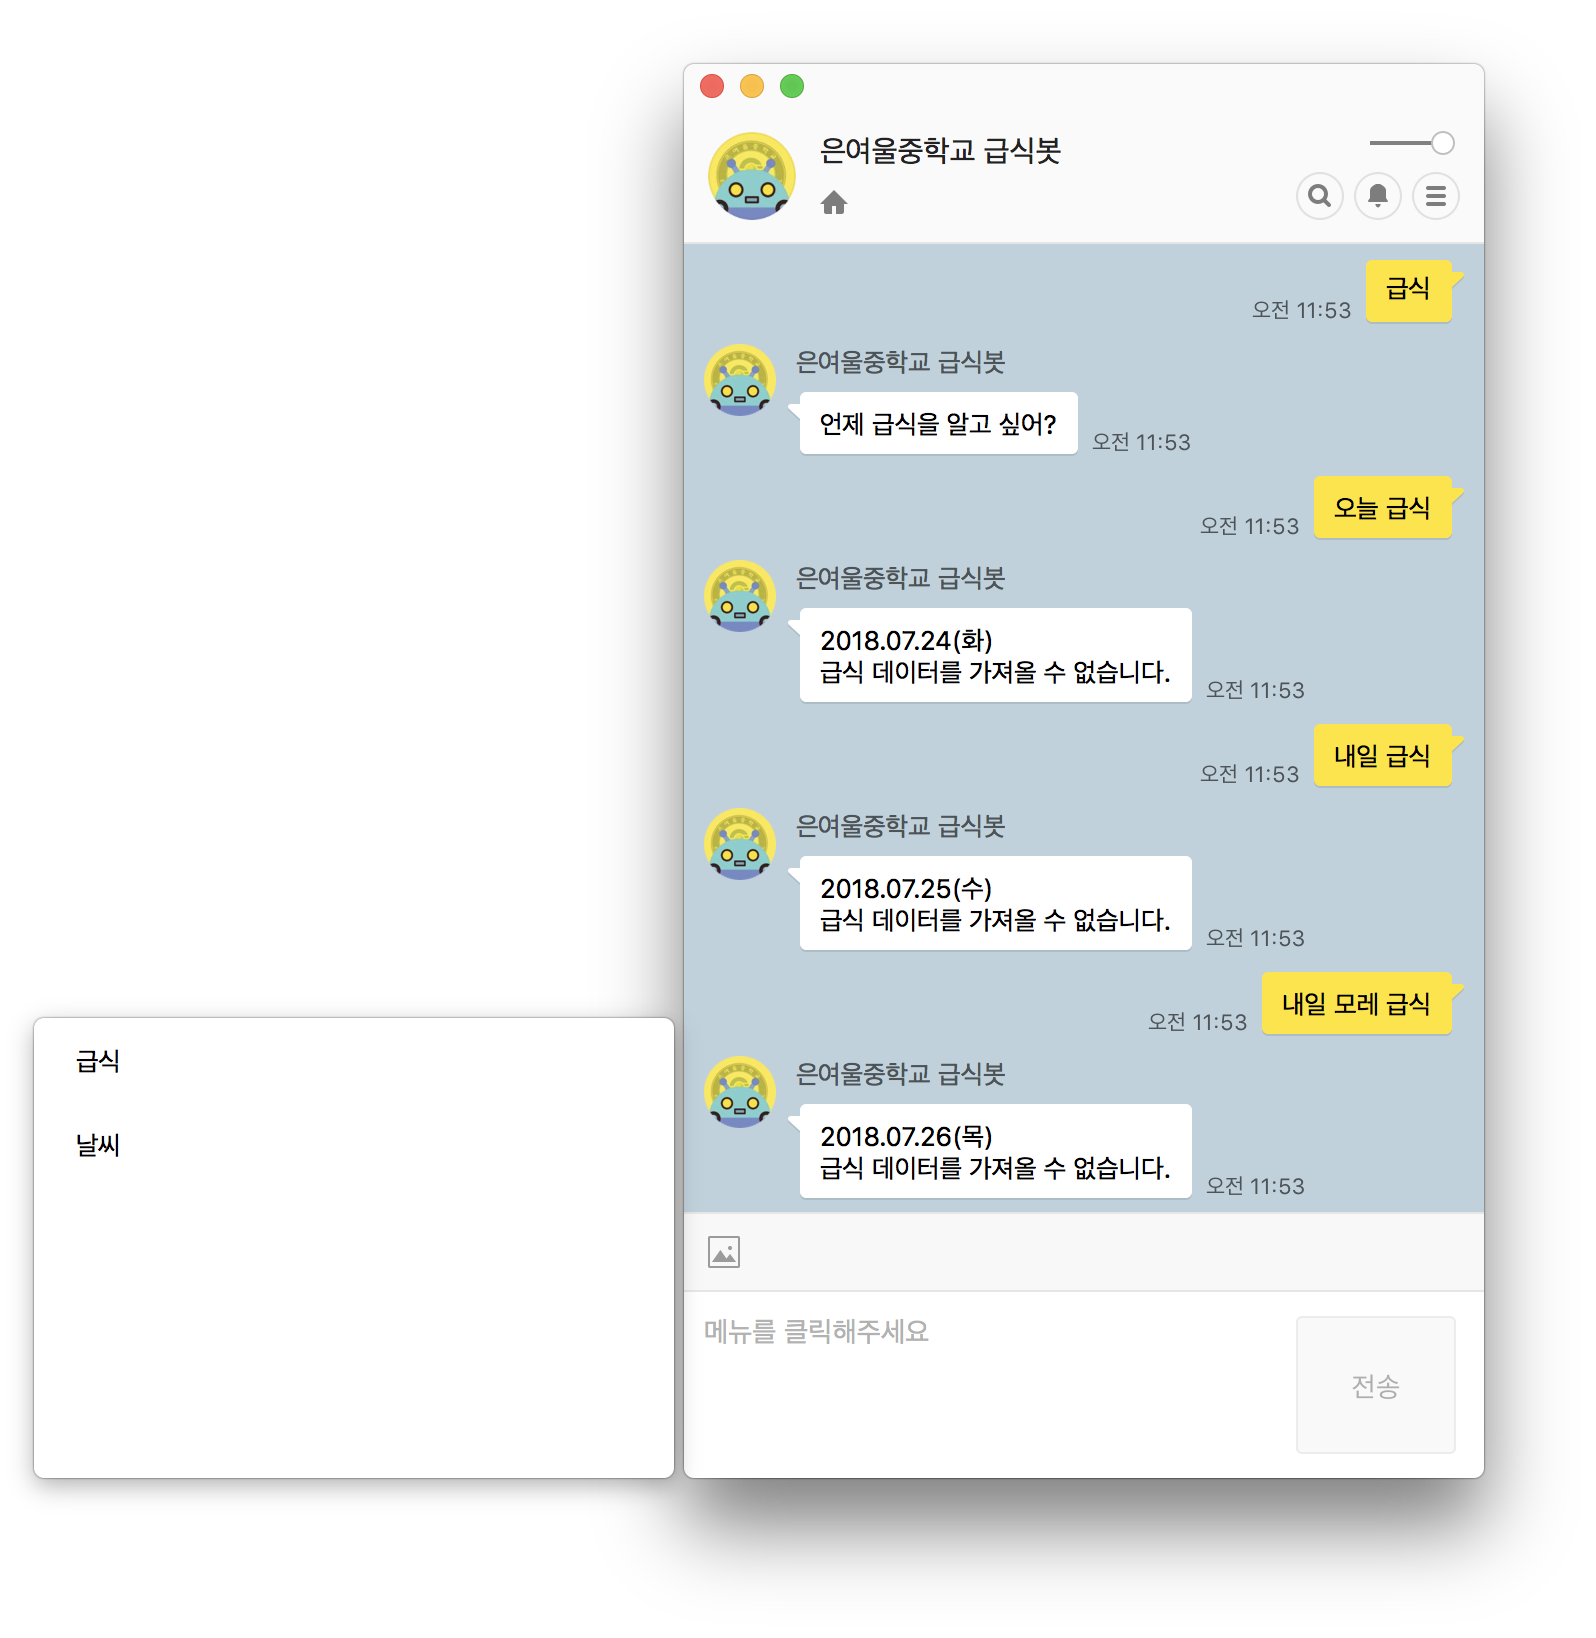 은여울중학교 급식봇
급식
오전 11:53
은여울중학교 급식봇
언제 급식을 알고 싶어?
오전 11:53
오늘 급식
오전 11:53
은여울중학교 급식봇
2018.07.24(화)
급식 데이터를 가져올 수 없습니다.
오전 11:53
내일 급식
오전 11:53
은여울중학교 급식봇
2018.07.25(수)
급식 데이터를 가져올 수 없습니다.
오전 11:53
내일 모레 급식
오전 11:53
은여울중학교 급식봇
2018.07.26(목)
급식 데이터를 가져올 수 없습니다.
오전 11:53
메뉴를 클릭해주세요
전송
급식
날씨